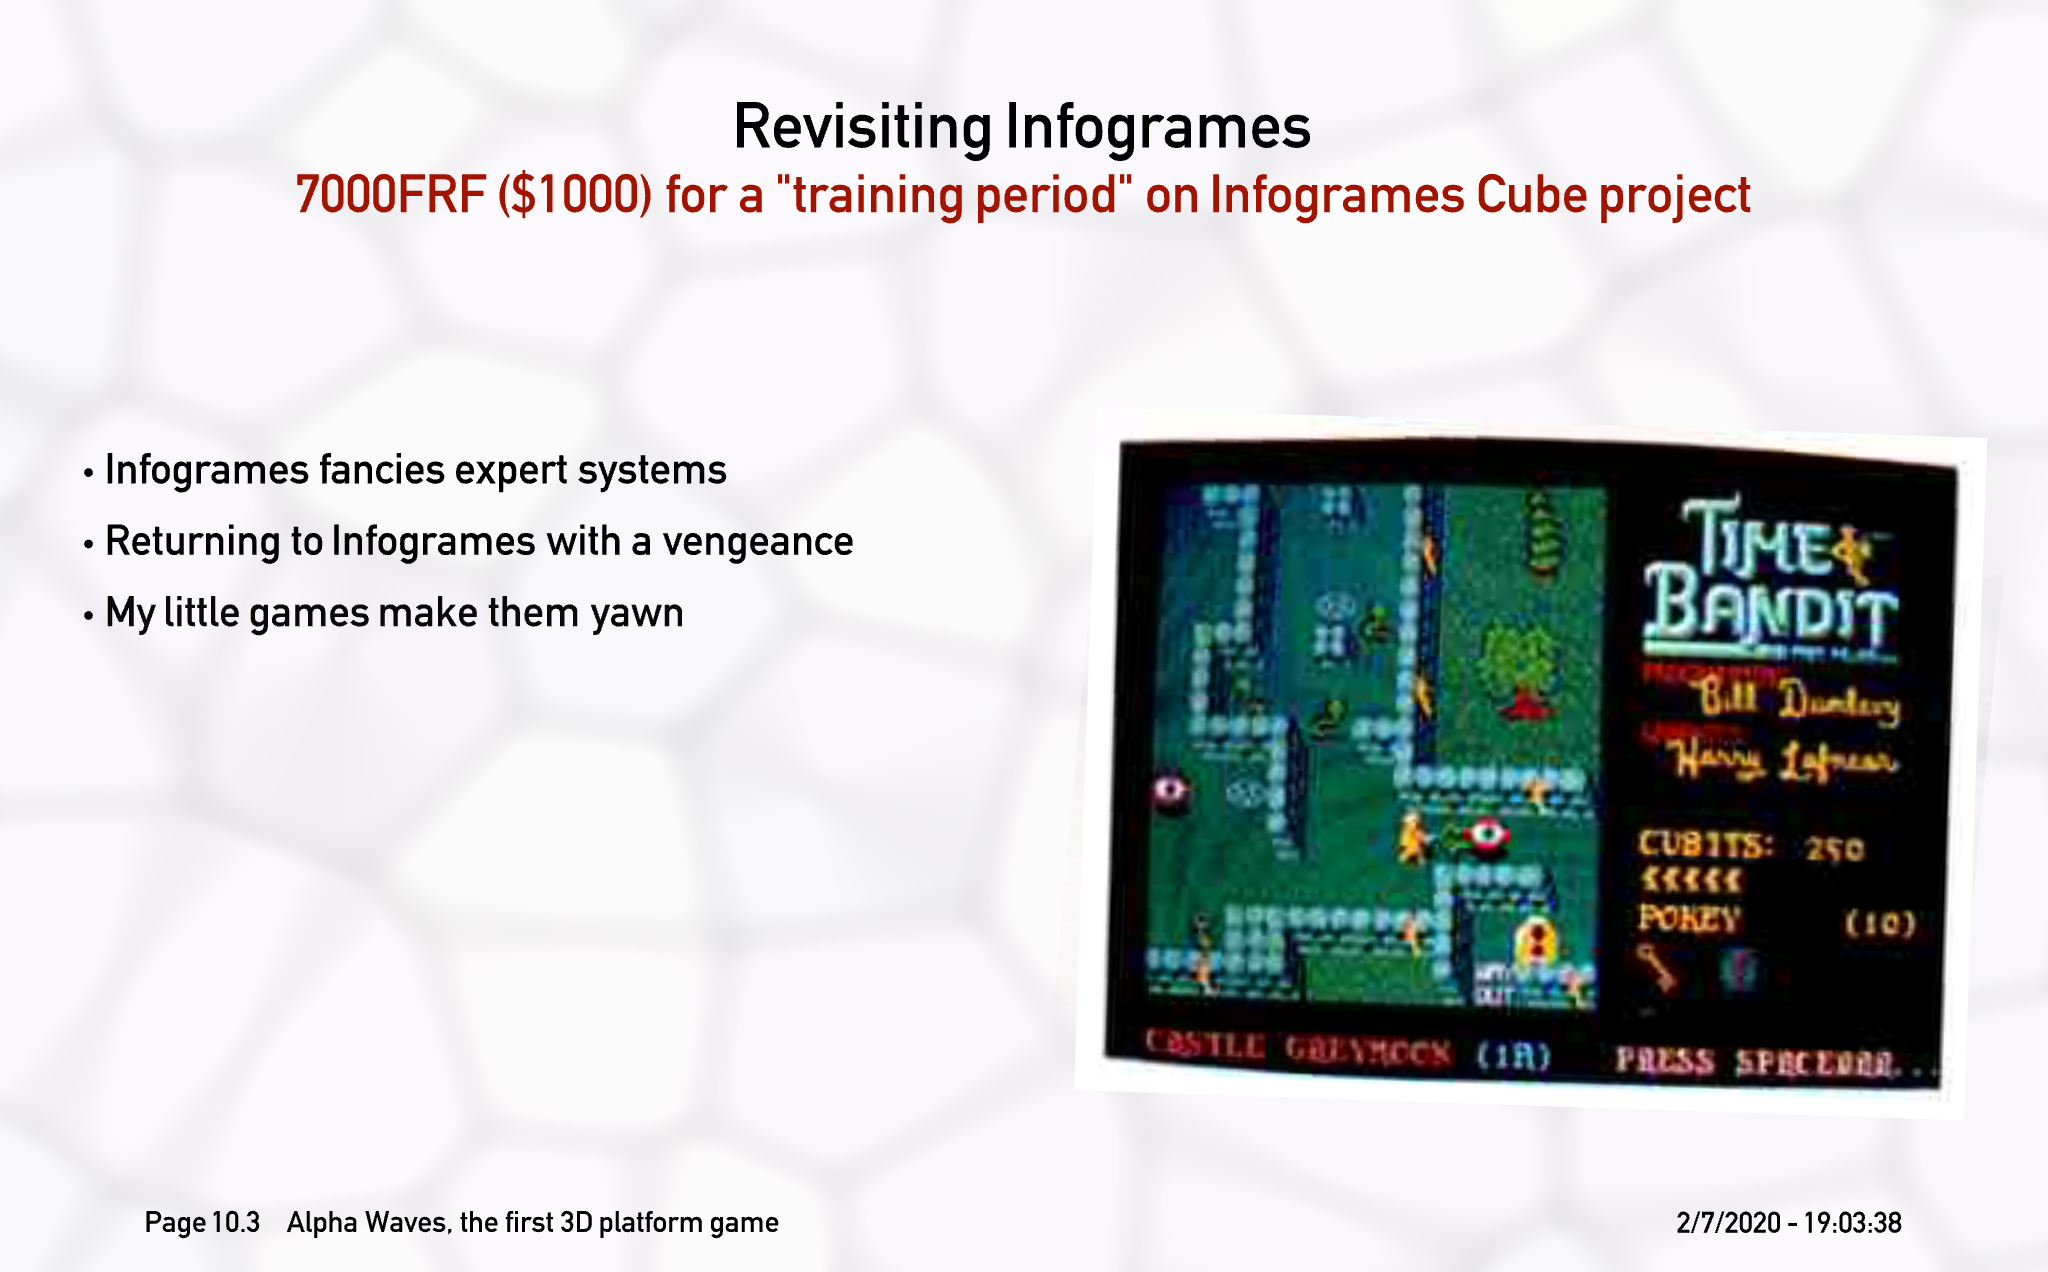 Revisiting Infogrames
7000FRF ($1000) for a "training period" on Infogrames Cube project
• Infogrames fancies expert systems
• Returning to Infogrames with a vengeance
• My little games make them yawn
TIME
BANDIT
Bill Dunlevy
Harry Lafnear
CUBITS: 250
POKEY (10)
OUT
CASTLE GREYMOON (1A)
PRESS SPACEBAR...
Page 10.3 Alpha Waves, the first 3D platform game
2/7/2020 - 19:03:38